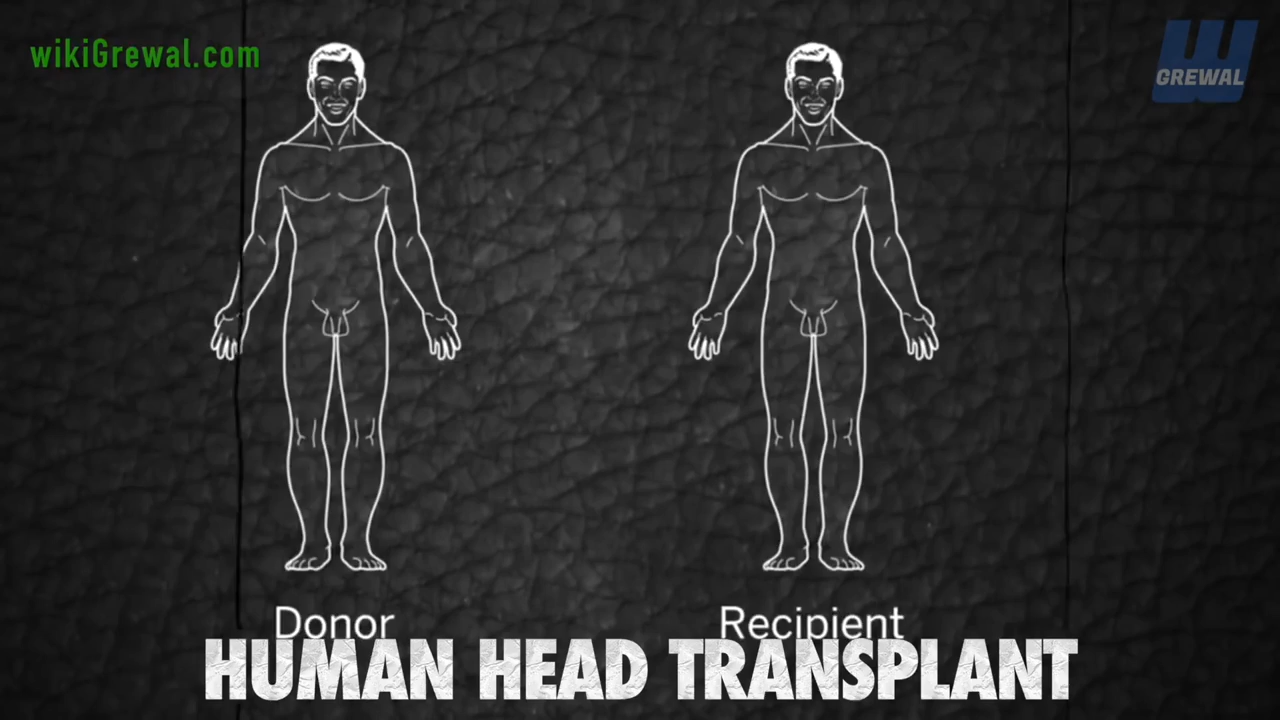 wikiGrewal.com
W
GREWAL
Donor
Recipient
HUMAN HEAD TRANSPLANT